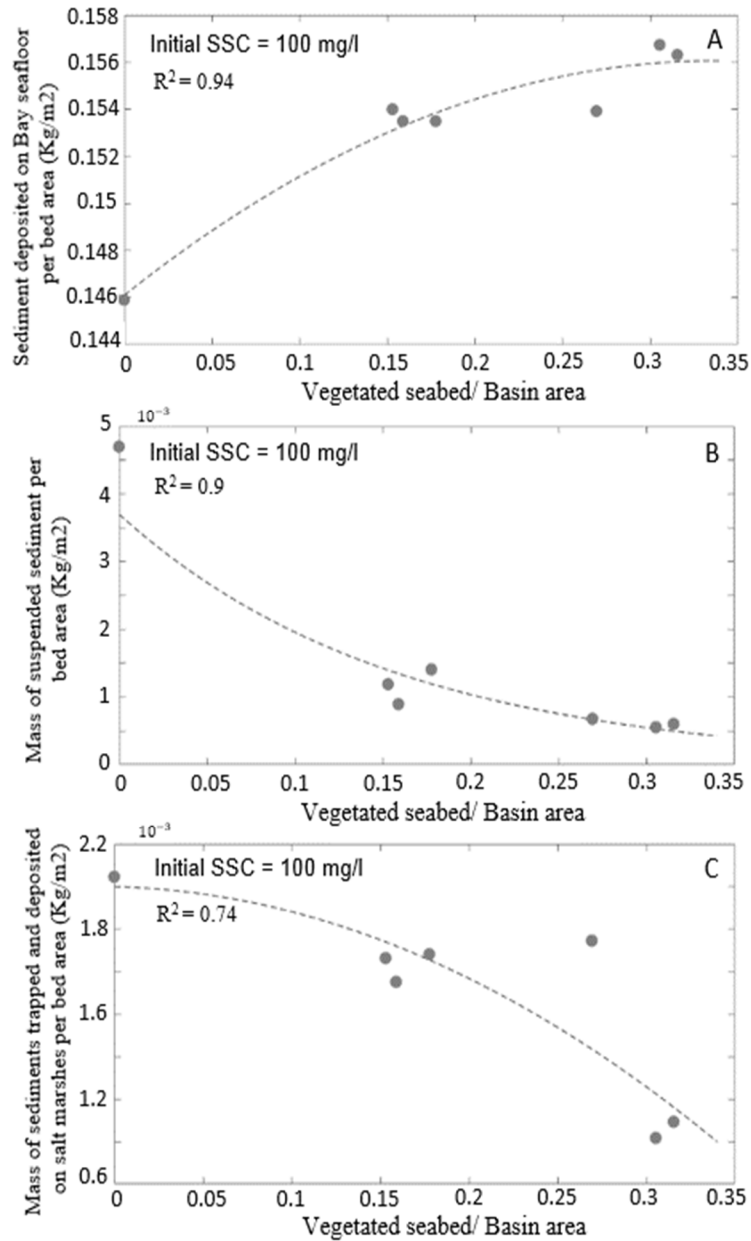 Sediment deposited on Bay seafloor
per bed area (Kg/m2)
0.158
0.156
0.154
0.152
0.15
0.148
0.146
0.144
Initial SSC = 100 mg/l
R² = 0.94
A
0
0.05
0.1
0.15
0.2
0.25
0.3
0.35
Vegetated seabed/ Basin area
Mass of suspended sediment per
bed area (Kg/m2)
10⁻³
5
4
3
2
1
0
Initial SSC = 100 mg/l
R² = 0.9
B
0
0.05
0.1
0.15
0.2
0.25
0.3
0.35
Vegetated seabed/ Basin area
Mass of sediments trapped and deposited
on salt marshes per bed area (Kg/m2)
10⁻³
2.2
1.8
1.6
1.2
0.6
Initial SSC = 100 mg/l
R² = 0.74
C
0
0.05
0.1
0.15
0.2
0.25
0.3
0.35
Vegetated seabed/ Basin area